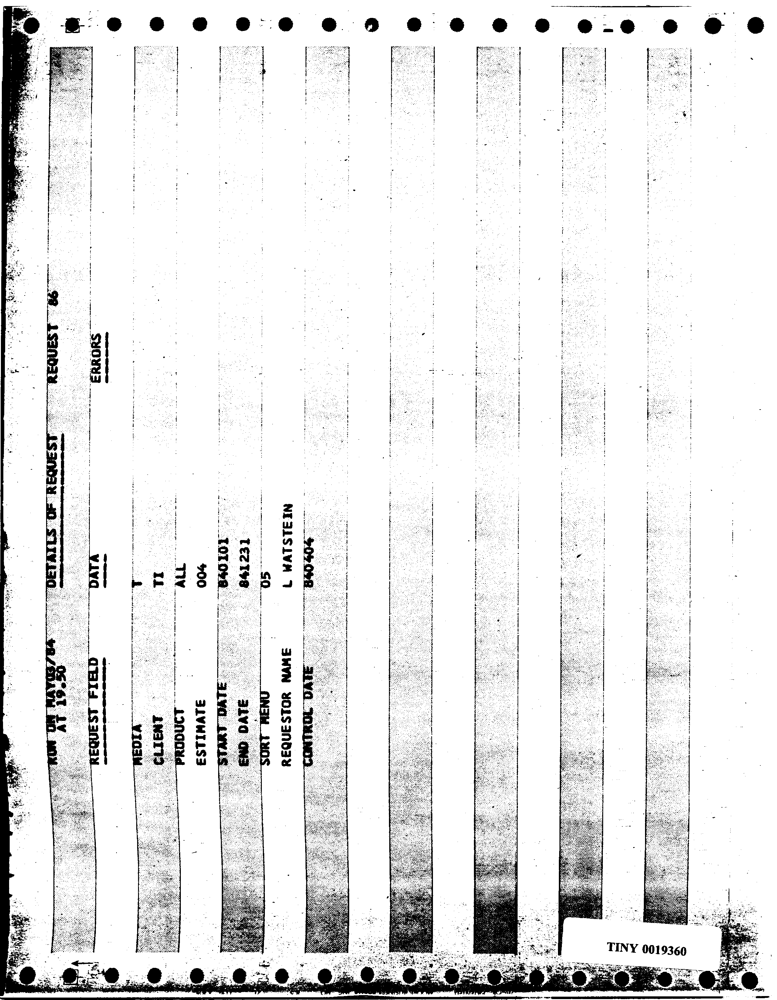 RUN ON MAY03/84 DETAILS OF REQUEST REQUEST 86
AT 19.50
REQUEST FIELD DATA ERRORS
MEDIA T
CLIENT TI
PRODUCT ALL
ESTIMATE 004
START DATE 840101
END DATE 841231
SORT MENU 05
REQUESTOR NAME L WATSTEIN
CONTROL DATE 840404
TINY 0019360